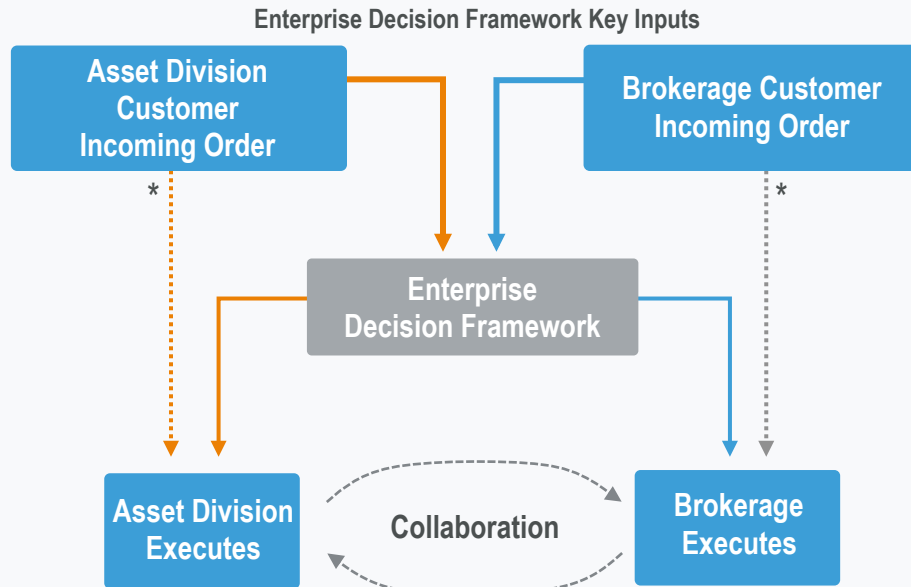 Enterprise Decision Framework Key Inputs
Asset Division
Customer
Incoming Order
Brokerage Customer
Incoming Order
*
*
Enterprise
Decision Framework
Asset Division
Executes
Collaboration
Brokerage
Executes